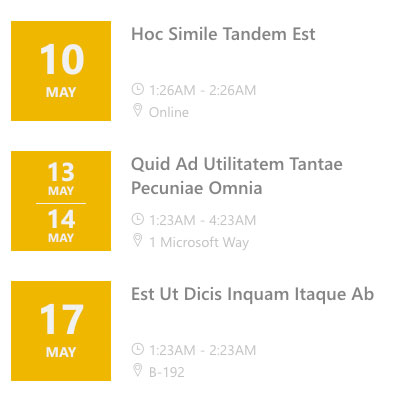 10
MAY
Hoc Simile Tandem Est
1:26AM - 2:26AM
Online
13
MAY
14
MAY
Quid Ad Utilitatem Tantae
Pecuniae Omnia
1:23AM - 4:23AM
1 Microsoft Way
17
MAY
Est Ut Dicis Inquam Itaque Ab
1:23AM - 2:23AM
B-192